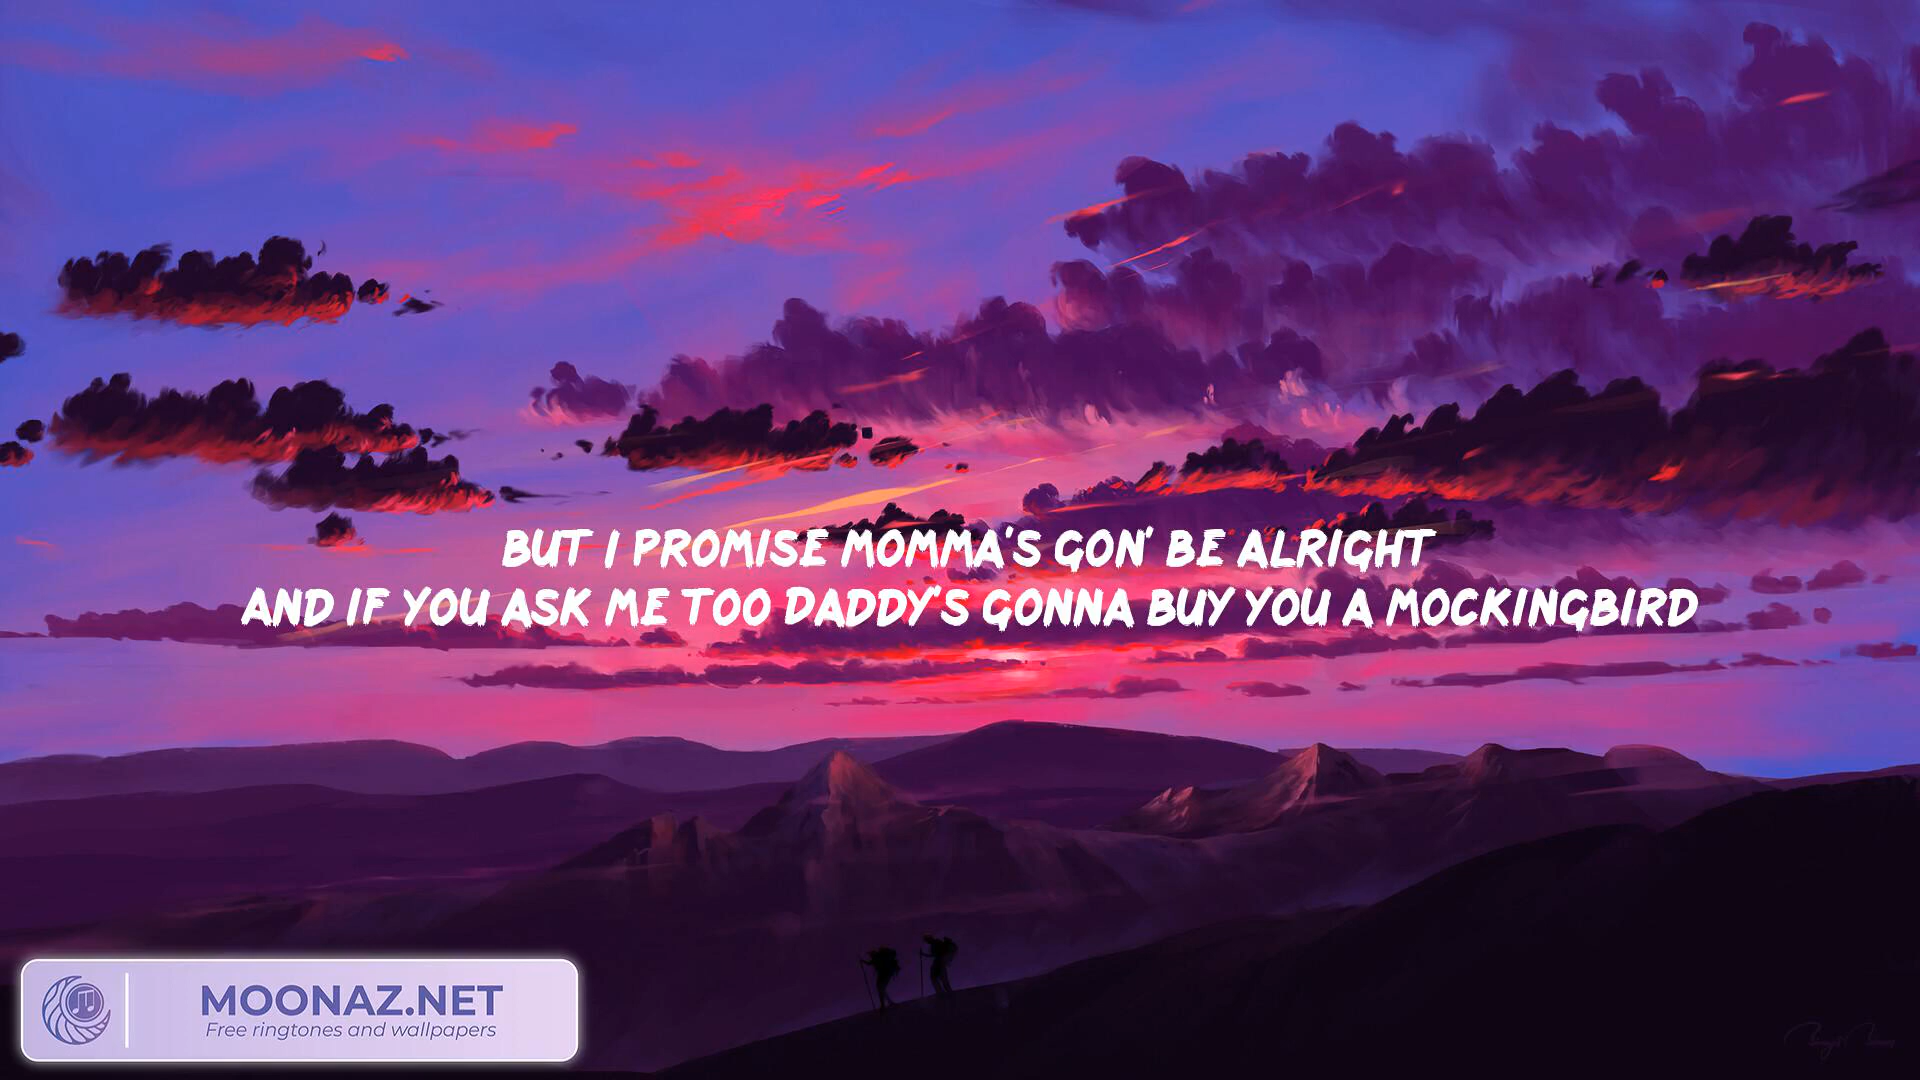 BUT I PROMISE MOMMA'S GON' BE ALRIGHT
AND IF YOU ASK ME TOO DADDY'S GONNA BUY YOU A MOCKINGBIRD
MOONAZ.NET
Free ringtones and wallpapers